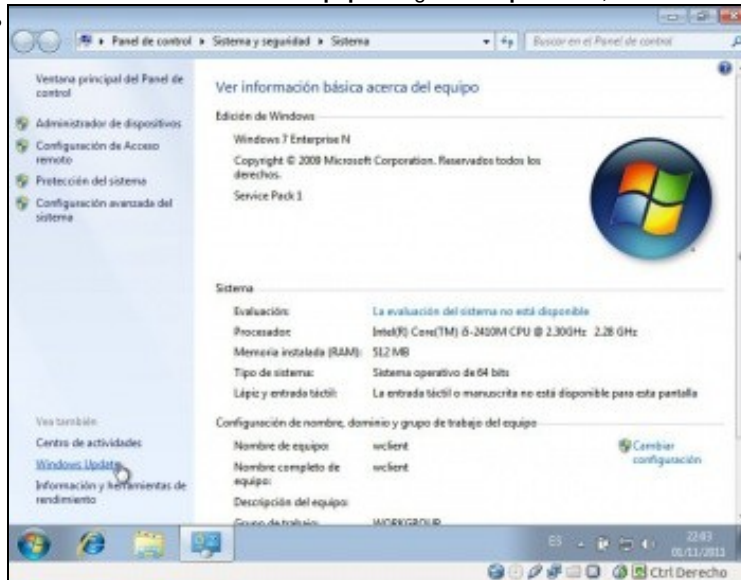 Panel de control ▸ Sistema y seguridad ▸ Sistema
Buscar en el Panel de control
Ventana principal del Panel de
control
Administrador de dispositivos
Configuración de Acceso
remoto
Protección del sistema
Configuración avanzada del
sistema
Vea también
Centro de actividades
Windows Update
Información y herramientas de
rendimiento
Ver información básica acerca del equipo
Edición de Windows
Windows 7 Enterprise N
Copyright © 2009 Microsoft Corporation. Reservados todos los
derechos.
Service Pack 1
Sistema
Evaluación: La evaluación del sistema no está disponible
Procesador: Intel(R) Core(TM) i5-2410M CPU @ 2.30GHz 2.28 GHz
Memoria instalada (RAM): 512 MB
Tipo de sistema: Sistema operativo de 64 bits
Lápiz y entrada táctil: La entrada táctil o manuscrita no está disponible para esta pantalla
Configuración de nombre, dominio y grupo de trabajo del equipo
Nombre de equipo: wclient
Cambiar
configuración
Nombre completo de
equipo: wclient
Descripción del equipo:
Grupo de trabajo: WORKGROUP
ES
22:43
01/11/2011
Ctrl Derecho